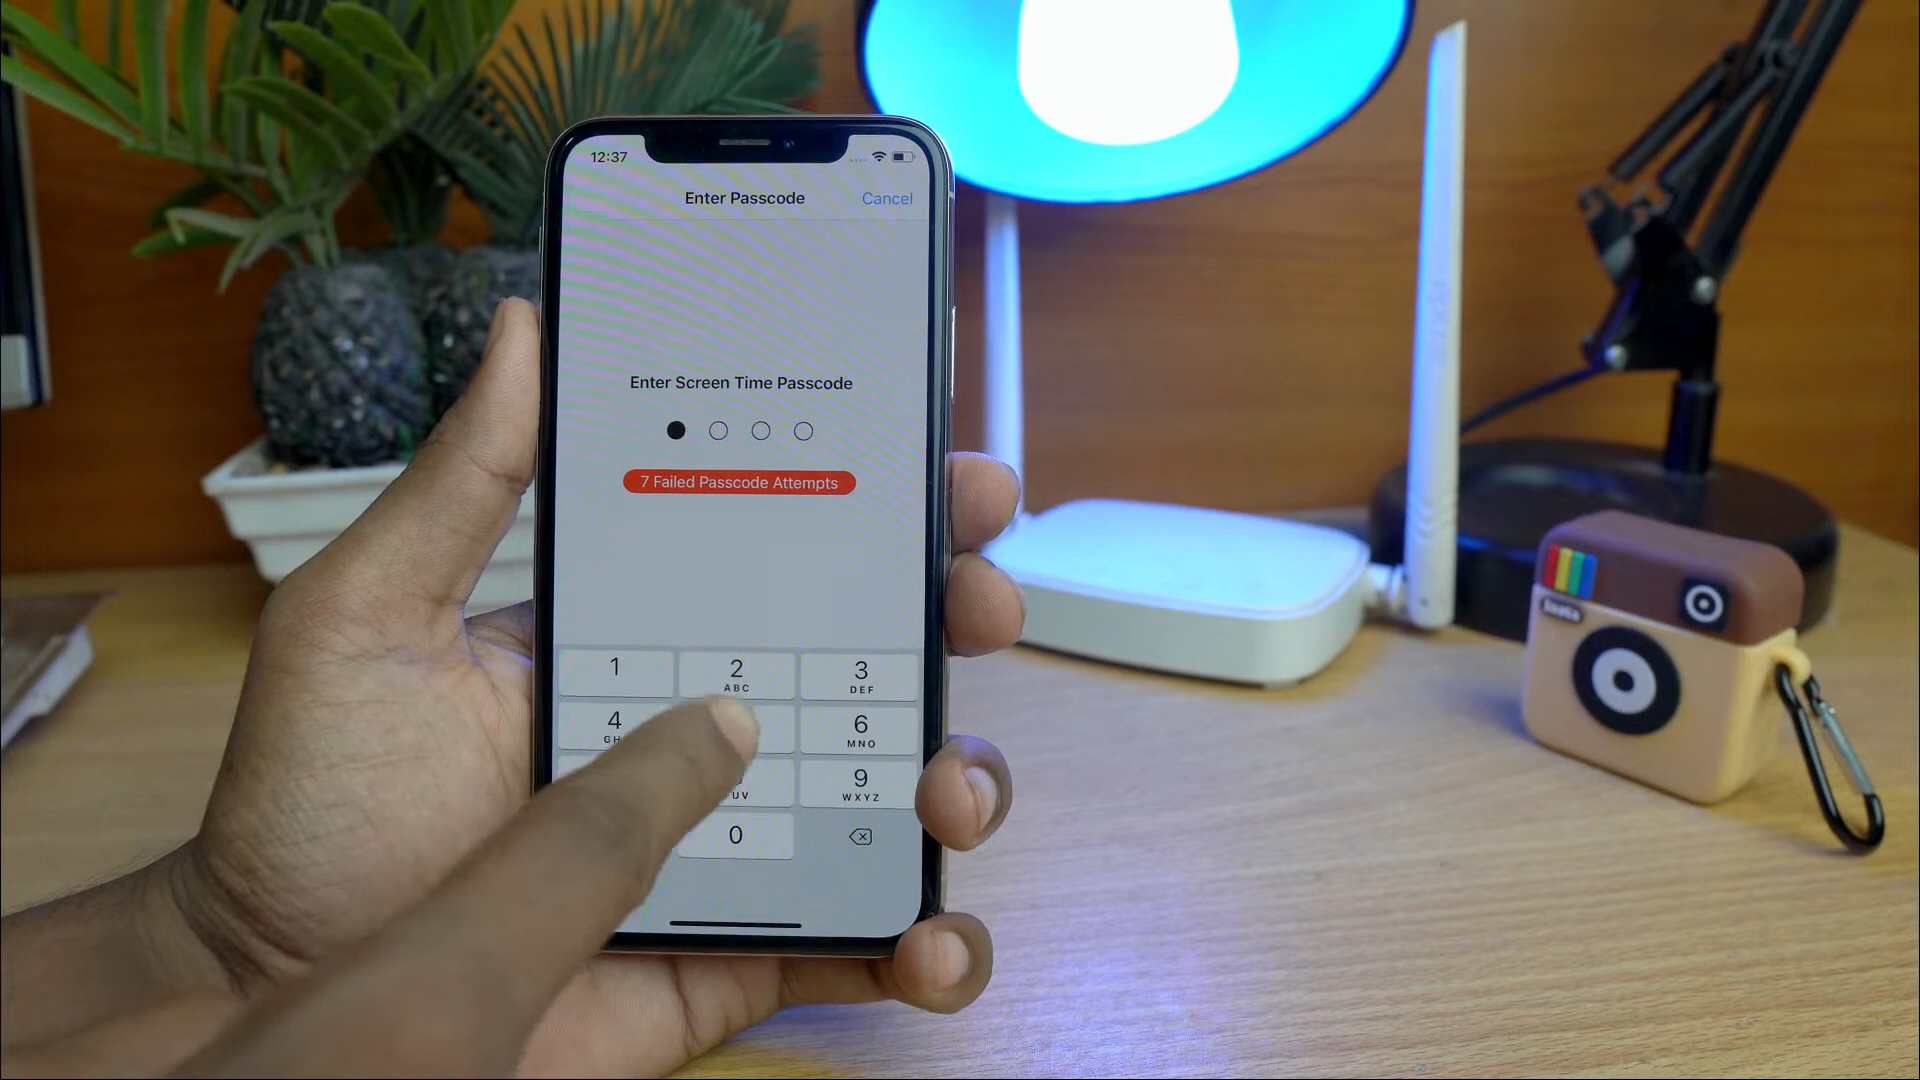 12:37
Enter Passcode
Cancel
Enter Screen Time Passcode
7 Failed Passcode Attempts
1
2
ABC
3
DEF
4
6
MNO
9
WXYZ
0
Insta